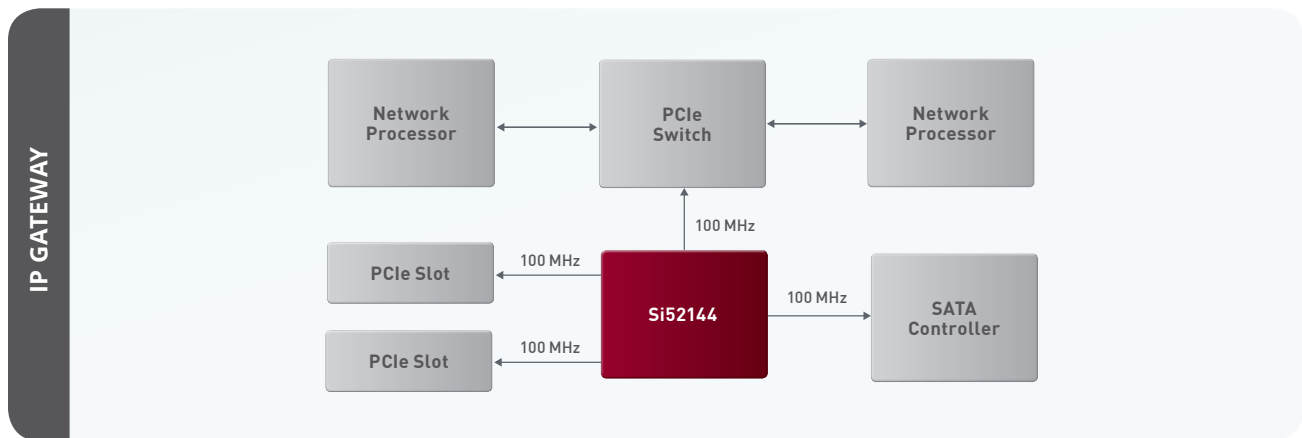 IP GATEWAY
Network
Processor
PCIe
Switch
Network
Processor
100 MHz
PCIe Slot
100 MHz
Si52144
100 MHz
SATA
Controller
PCIe Slot
100 MHz